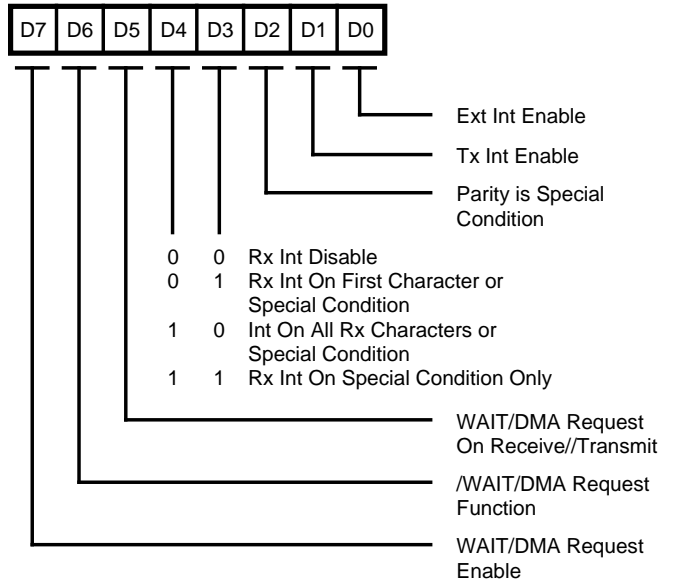 D7 D6 D5 D4 D3 D2 D1 D0
Ext Int Enable
Tx Int Enable
Parity is Special
Condition
0 0 Rx Int Disable
0 1 Rx Int On First Character or
Special Condition
1 0 Int On All Rx Characters or
Special Condition
1 1 Rx Int On Special Condition Only
WAIT/DMA Request
On Receive//Transmit
/WAIT/DMA Request
Function
WAIT/DMA Request
Enable